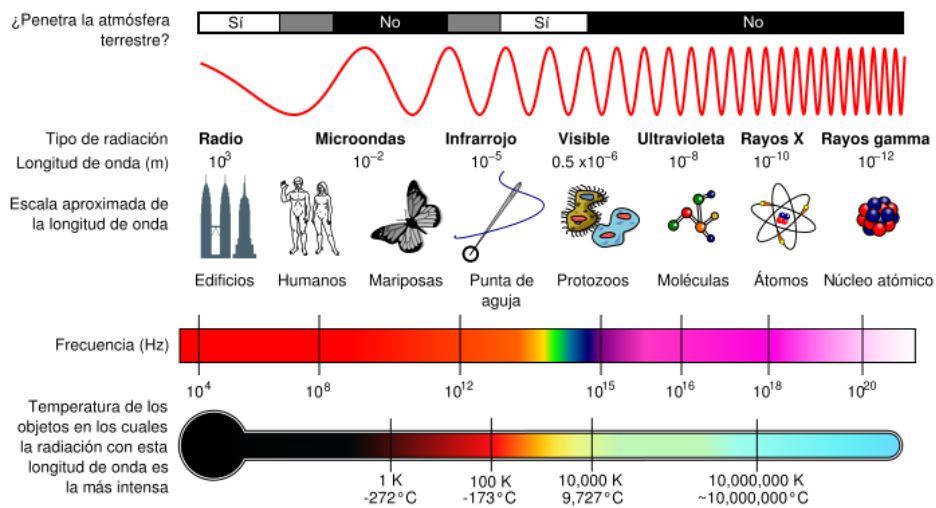 ¿Penetra la atmósfera
terrestre?
Sí No Sí No
Tipo de radiación Radio Microondas Infrarrojo Visible Ultravioleta Rayos X Rayos gamma
Longitud de onda (m) 10³ 10⁻² 10⁻⁵ 0.5 x10⁻⁶ 10⁻⁸ 10⁻¹⁰ 10⁻¹²
Escala aproximada de
la longitud de onda
Edificios Humanos Mariposas Punta de aguja Protozoos Moléculas Átomos Núcleo atómico
Frecuencia (Hz)
10⁴ 10⁸ 10¹² 10¹⁵ 10¹⁶ 10¹⁸ 10²⁰
Temperatura de los
objetos en los cuales
la radiación con esta
longitud de onda es
la más intensa
1 K 100 K 10,000 K 10,000,000 K
-272°C -173°C 9,727°C ~10,000,000°C